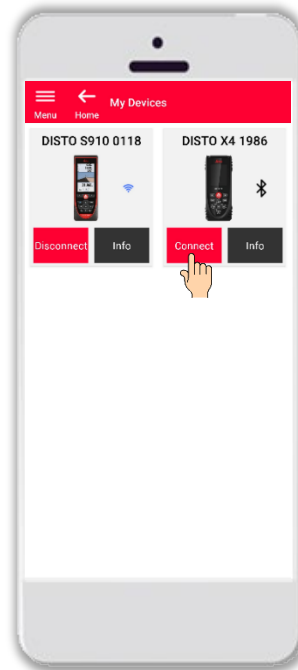 My Devices
Menu Home
DISTO S910 0118
DISTO X4 1986
Disconnect Info
Connect Info